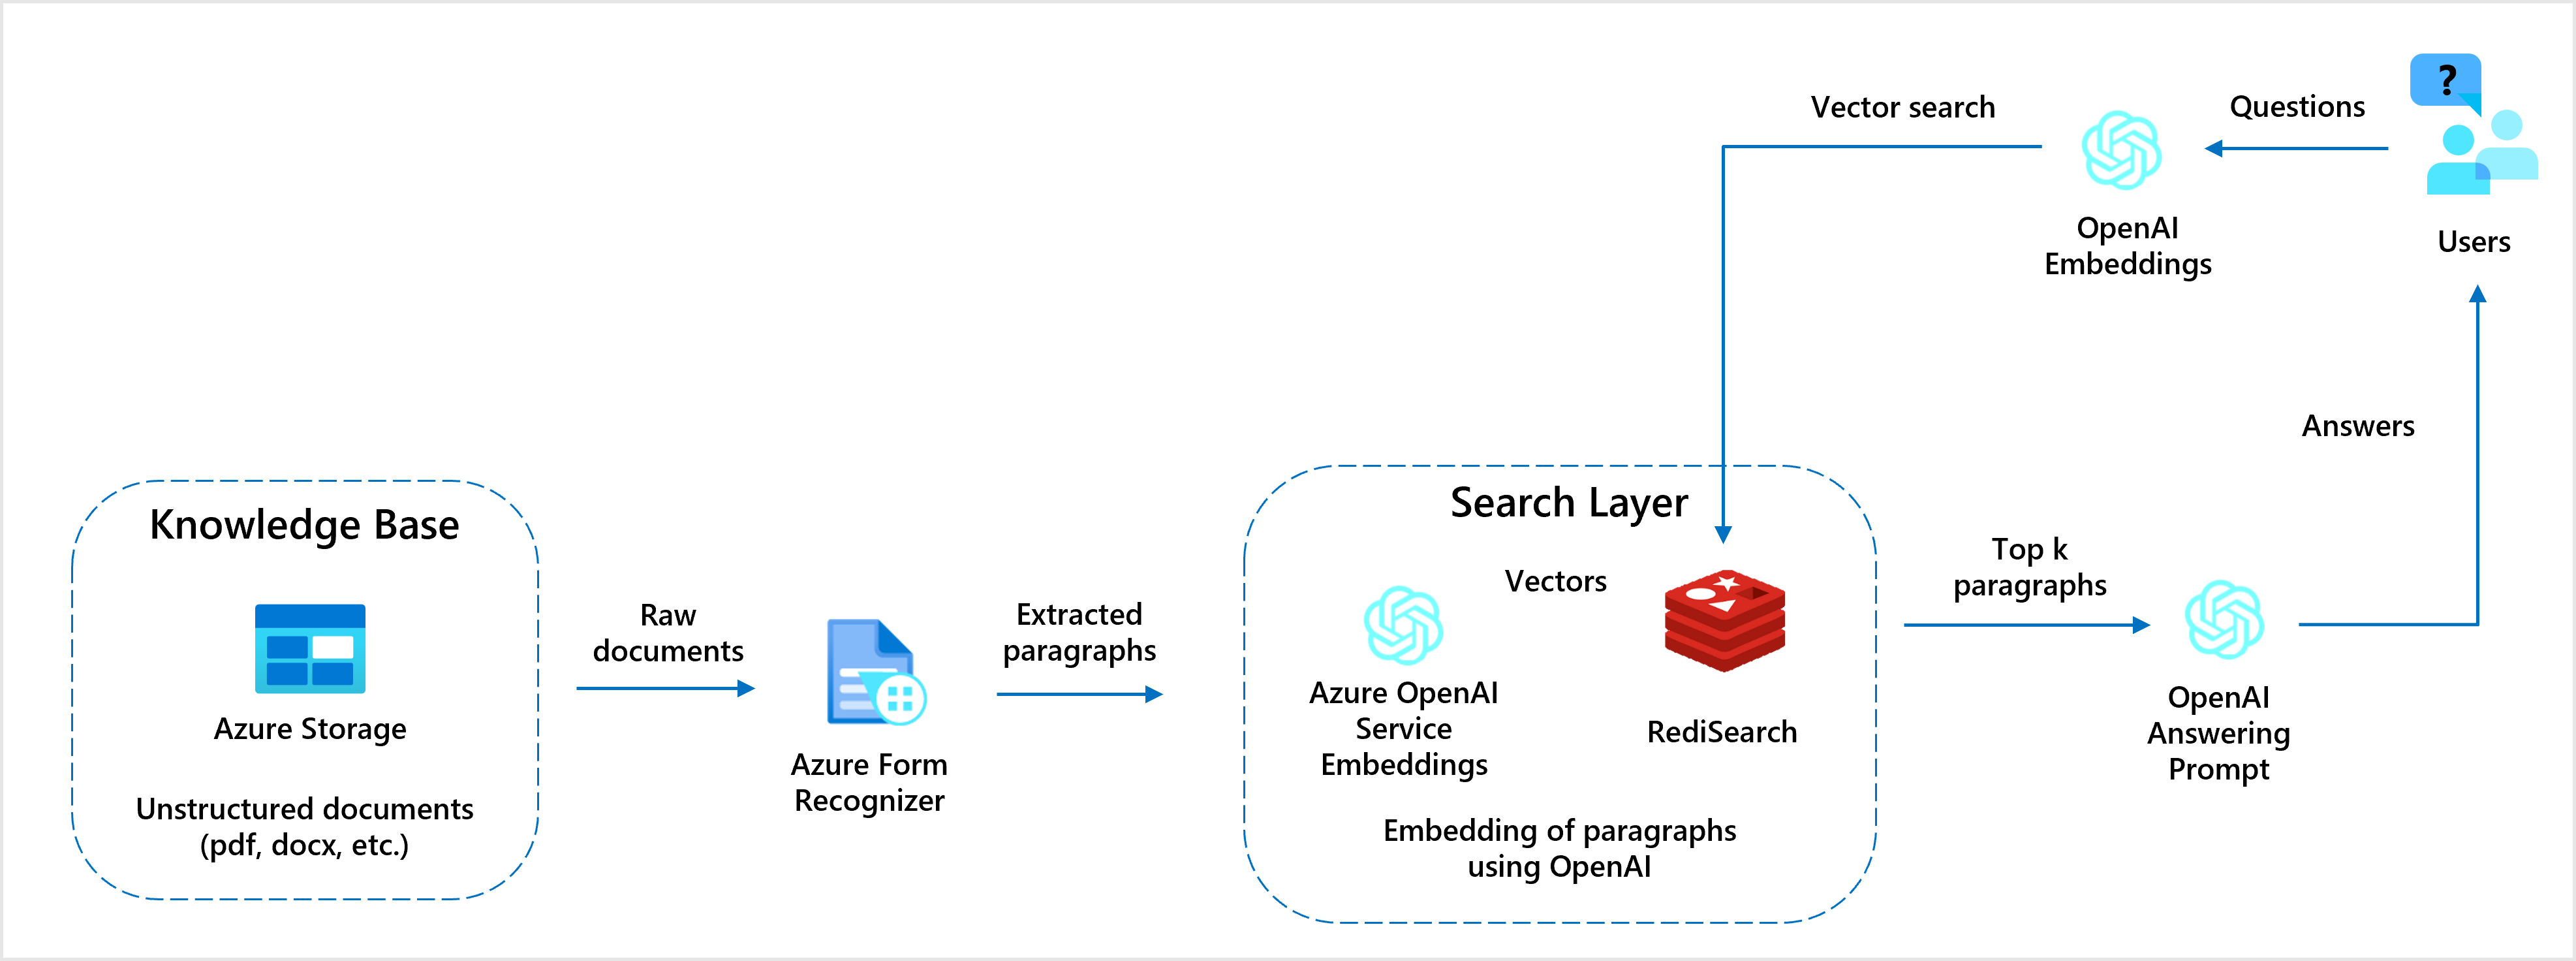 Vector search
?
Questions
OpenAI
Embeddings
Users
Answers
Knowledge Base
Azure Storage
Unstructured documents
(pdf, docx, etc.)
Raw
documents
Azure Form
Recognizer
Extracted
paragraphs
Search Layer
Vectors
Azure OpenAI
Service
Embeddings
RediSearch
Embedding of paragraphs
using OpenAI
Top k
paragraphs
OpenAI
Answering
Prompt